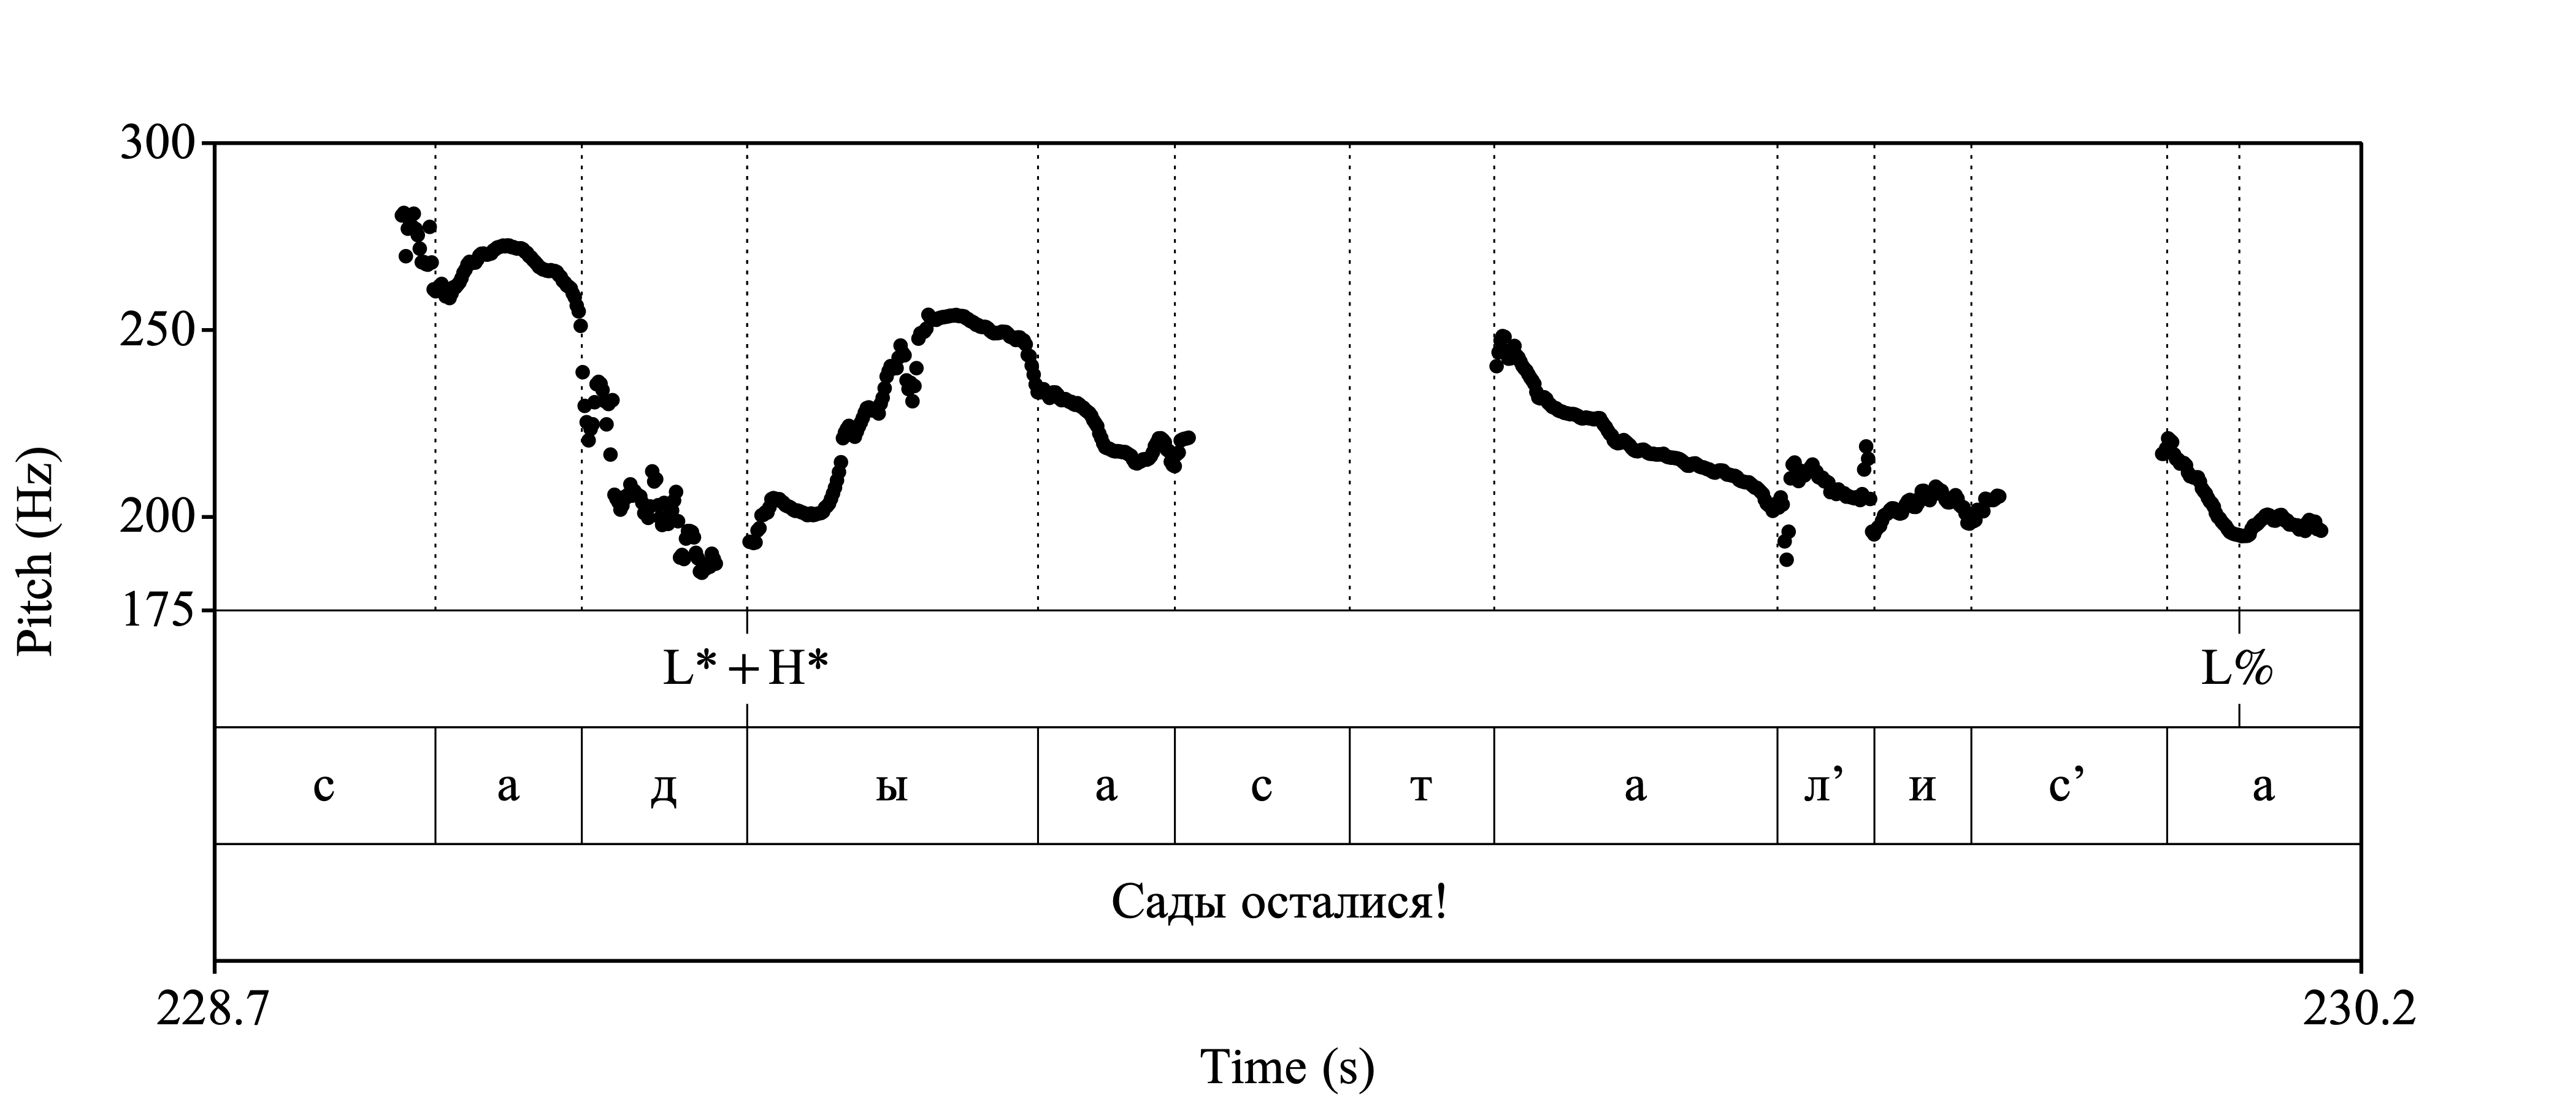 300
250
200
175
Pitch (Hz)
L*+H* L%
с а д ы а с т а л’ и с’ а
Сады осталися!
228.7 230.2
Time (s)